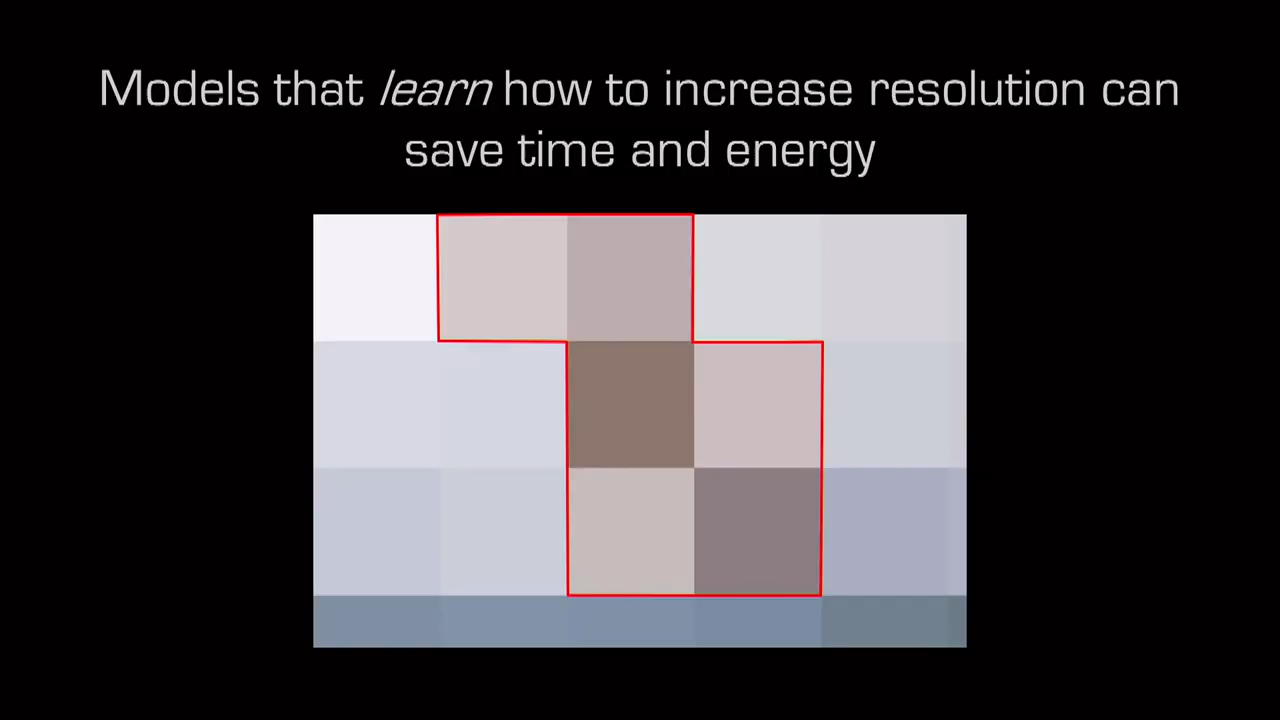 Models that learn how to increase resolution can
save time and energy